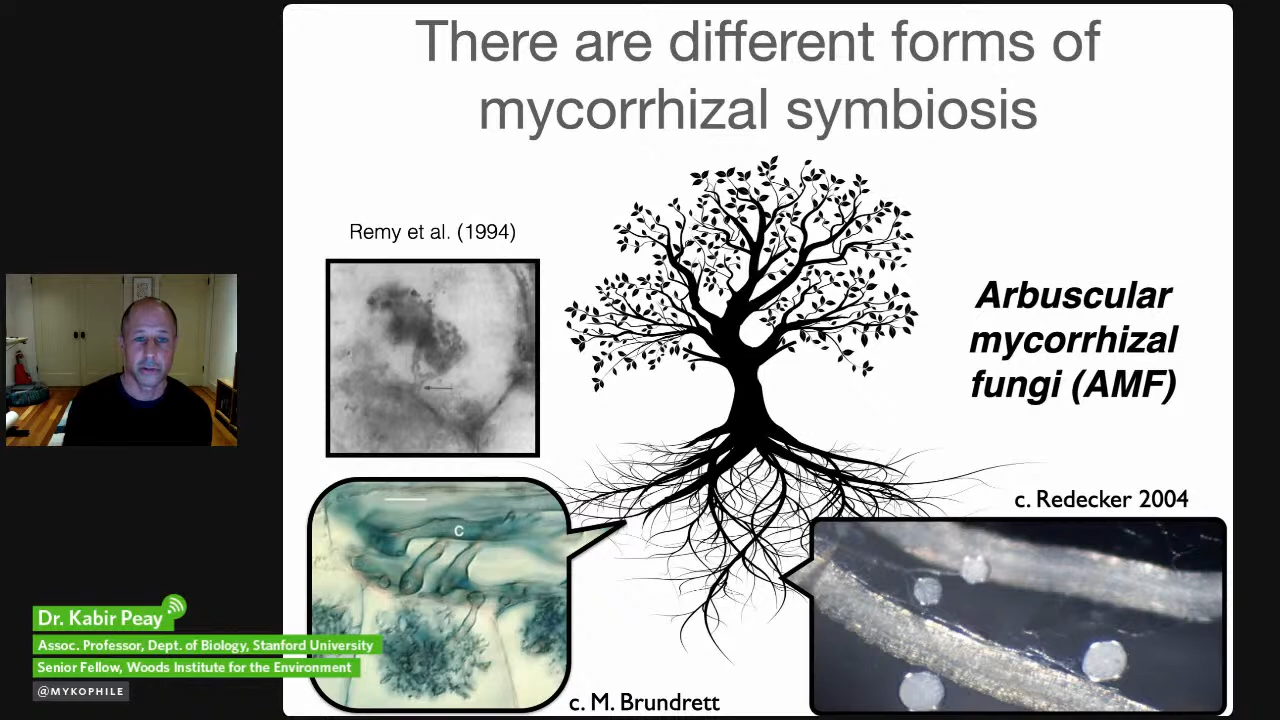 There are different forms of
mycorrhizal symbiosis
Remy et al. (1994)
Arbuscular
mycorrhizal
fungi (AMF)
c. Redecker 2004
C
Dr. Kabir Peay
Assoc. Professor, Dept. of Biology, Stanford University
Senior Fellow, Woods Institute for the Environment
@MYKOPHILE
c. M. Brundrett